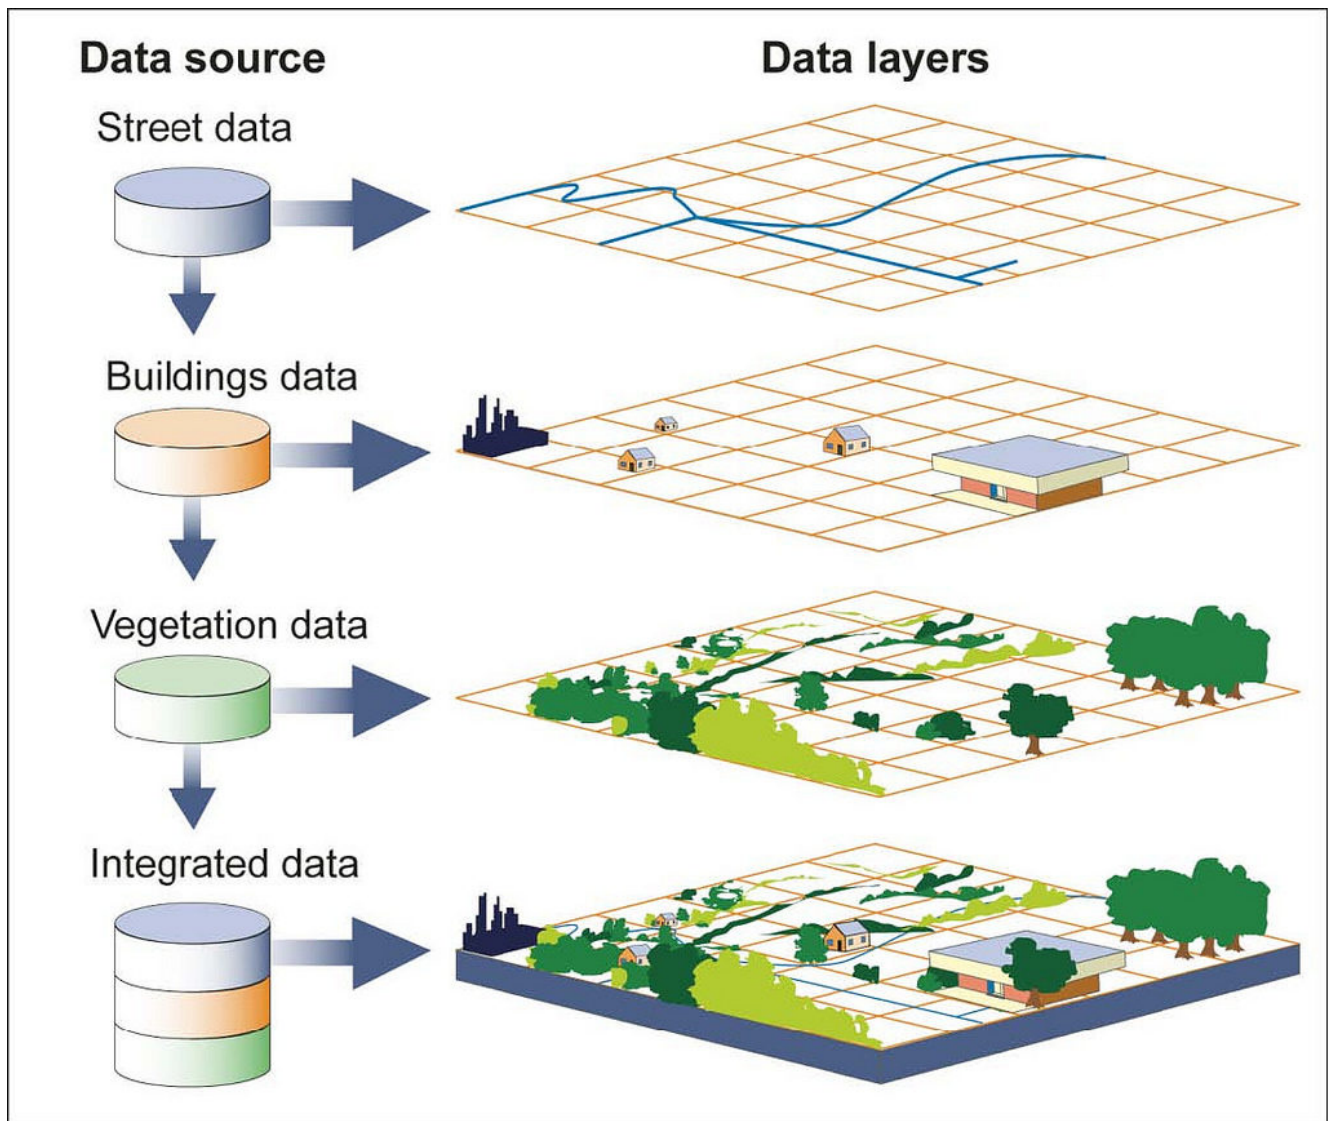 Data source
Data layers
Street data
Buildings data
Vegetation data
Integrated data